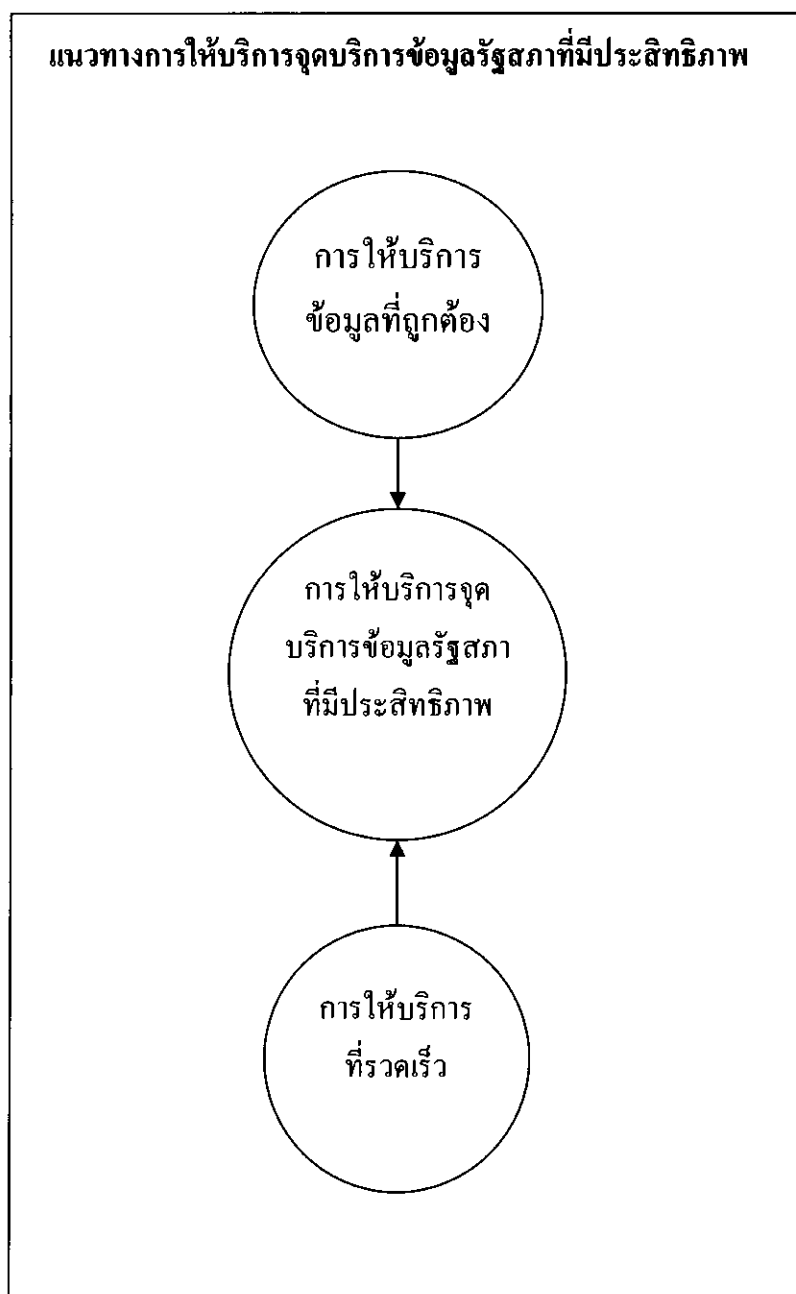 แนวทางการให้บริการจุดบริการข้อมูลรัฐสภาที่มีประสิทธิภาพ
การให้บริการ
ข้อมูลที่ถูกต้อง
การให้บริการจุด
บริการข้อมูลรัฐสภา
ที่มีประสิทธิภาพ
การให้บริการ
ที่รวดเร็ว